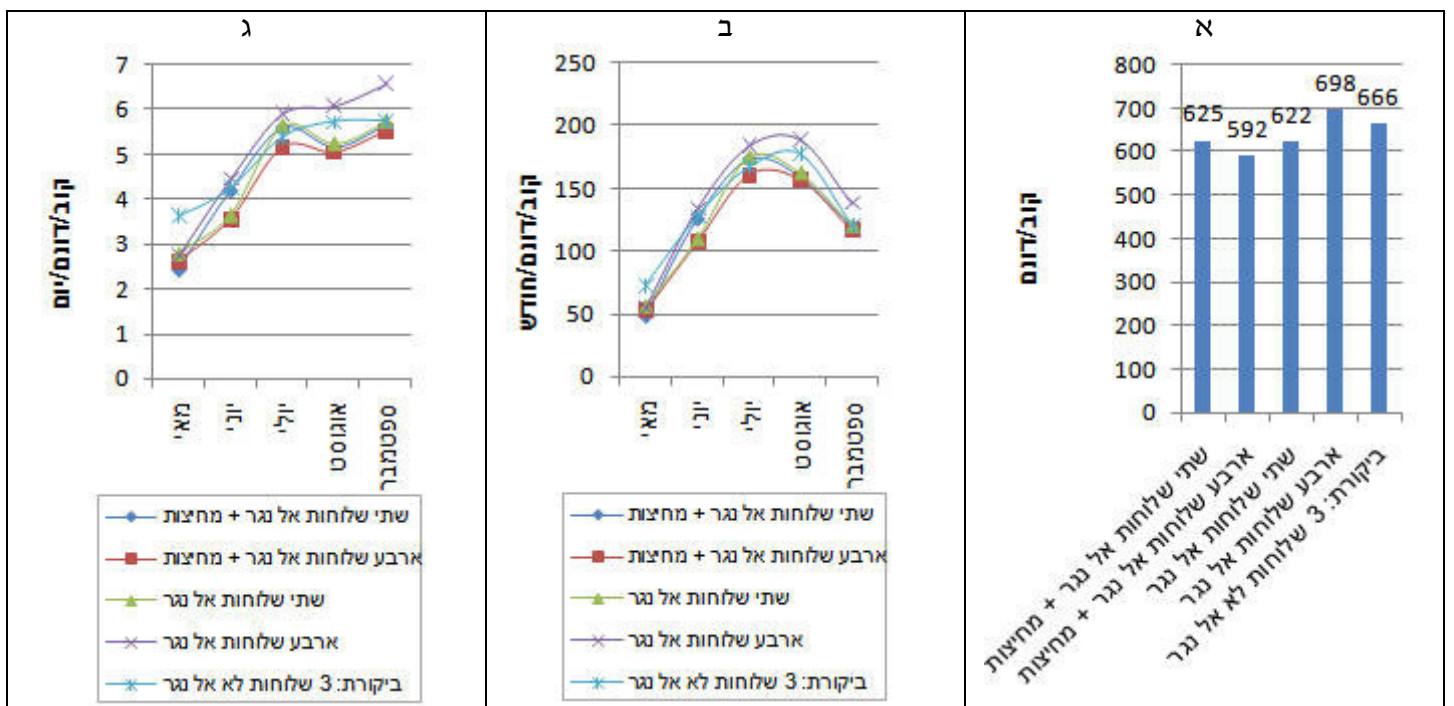 א
800
700
600
500
400
300
200
100
0
625
592
622
698
666
קוב/דונם
שתי שלוחות אל נגר + מחיצות
ארבע שלוחות אל נגר + מחיצות
שתי שלוחות אל נגר
ארבע שלוחות אל נגר
ביקורת: 3 שלוחות לא אל נגר
ב
250
200
150
100
50
0
קוב/דונם/חודש
מאי
יוני
יולי
אוגוסט
ספטמבר
שתי שלוחות אל נגר + מחיצות
ארבע שלוחות אל נגר + מחיצות
שתי שלוחות אל נגר
ארבע שלוחות אל נגר
ביקורת: 3 שלוחות לא אל נגר
ג
7
6
5
4
3
2
1
0
קוב/דונם/יום
מאי
יוני
יולי
אוגוסט
ספטמבר
שתי שלוחות אל נגר + מחיצות
ארבע שלוחות אל נגר + מחיצות
שתי שלוחות אל נגר
ארבע שלוחות אל נגר
ביקורת: 3 שלוחות לא אל נגר